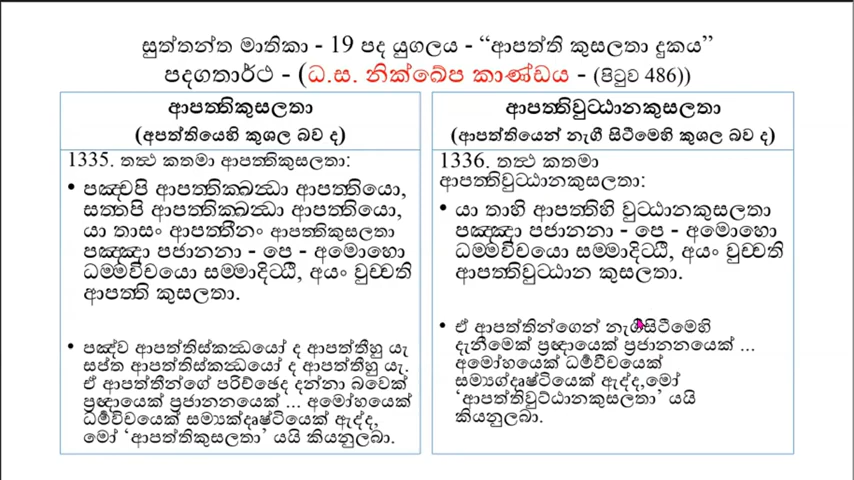 සුත්තන්ත මාතිකා - 19 පද යුගලය - “ආපත්ති කුසලතා දුකය”
පදගතාර්ථ - (ධ.ස. නික්ඛේප කාණ්ඩය - (පිටුව 486))
ආපත්තිකුසලතා
(අපත්තියෙහි කුශල බව ද)
1335. තත්ථ කතමා ආපත්තිකුසලතා:
• පඤ්චපි ආපත්තික්ඛන්ධා ආපත්තියො,
සත්තපි ආපත්තික්ඛන්ධා ආපත්තියො,
යා තාසං ආපත්තීනං ආපත්තිකුසලතා
පඤ්ඤා පජානනා - පෙ - අමොහො
ධම්මවිචයො සම්මාදිට්ඨි, අයං වුච්චති
ආපත්ති කුසලතා.
• පඤ්ච ආපත්තිස්කන්ධයෝ ද ආපත්තීහු යැ
සප්ත ආපත්තිස්කන්ධයෝ ද ආපත්තීහු යැ.
ඒ ආපත්තීන්ගේ පරිච්ඡෙද දන්නා බවෙක්
ප්‍රඥායෙක් ප්‍රජානනයෙක් ... අමෝහයෙක්
ධර්‍මවිචයෙක් සම්‍යක්දෘෂ්ටියෙක් ඇද්ද,
මෝ ‘ආපත්තිකුසලතා’ යයි කියනුලබා.
ආපත්තිවුට්ඨානකුසලතා
(ආපත්තියෙන් නැගී සිටීමෙහි කුශල බව ද)
1336. තත්ථ කතමා
ආපත්තිවුට්ඨානකුසලතා:
• යා තාහි ආපත්තිහි වුට්ඨානකුසලතා
පඤ්ඤා පජානනා - පෙ - අමොහො
ධම්මවිචයො සම්මාදිට්ඨි, අයං වුච්චති
ආපත්තිවුට්ඨාන කුසලතා.
• ඒ ආපත්තින්ගෙන් නැගීසිටීමෙහි
දැනීමෙක් ප්‍රඥායෙක් ප්‍රජානනයෙක් ...
අමෝහයෙක් ධර්‍මවීචයෙක්
සම්‍යග්දෘෂ්ටියෙක් ඇද්ද,මෝ
‘ආපත්තිවුට්ඨානකුසලතා’ යයි
කියනුලබා.